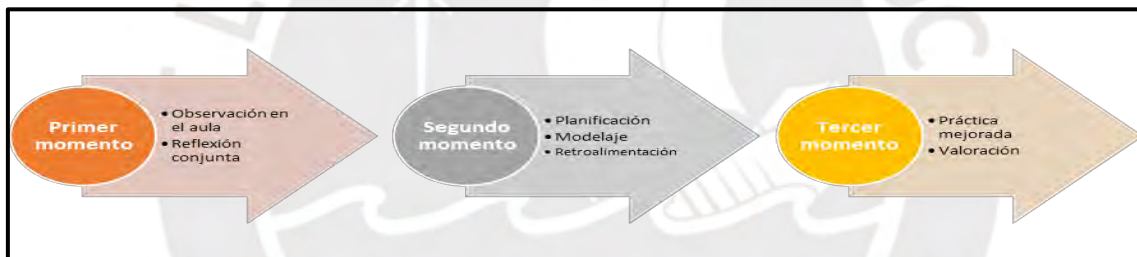 Primer
momento
• Observación en
el aula
• Reflexión
conjunta
Segundo
momento
• Planificación
• Modelaje
• Retroalimentación
Tercer
momento
• Práctica
mejorada
• Valoración